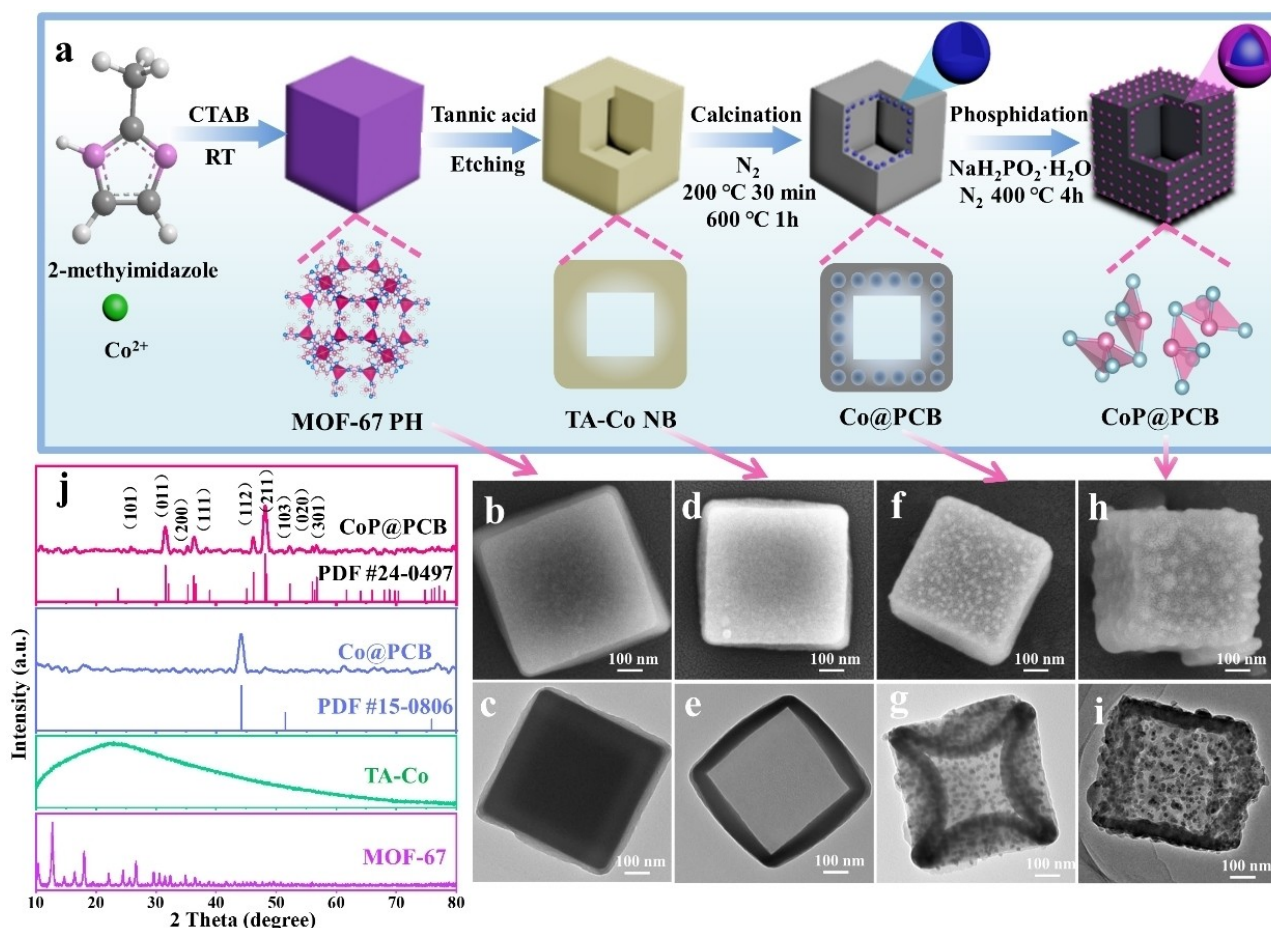 a
CTAB
RT
Tannic acid
Etching
Calcination
N2
200 °C 30 min
600 °C 1h
Phosphidation
NaH2PO2·H2O
N2 400 °C 4h
2-methyimidazole
Co2+
MOF-67 PH
TA-Co NB
Co@PCB
CoP@PCB
j
(101)
(011)
(200)
(111)
(112)
(211)
(103)
(020)
(301)
CoP@PCB
PDF #24-0497
Co@PCB
PDF #15-0806
TA-Co
MOF-67
Intensity (a.u.)
10 20 30 40 50 60 70 80
2 Theta (degree)
b
100 nm
d
100 nm
f
100 nm
h
100 nm
c
100 nm
e
100 nm
g
100 nm
i
100 nm